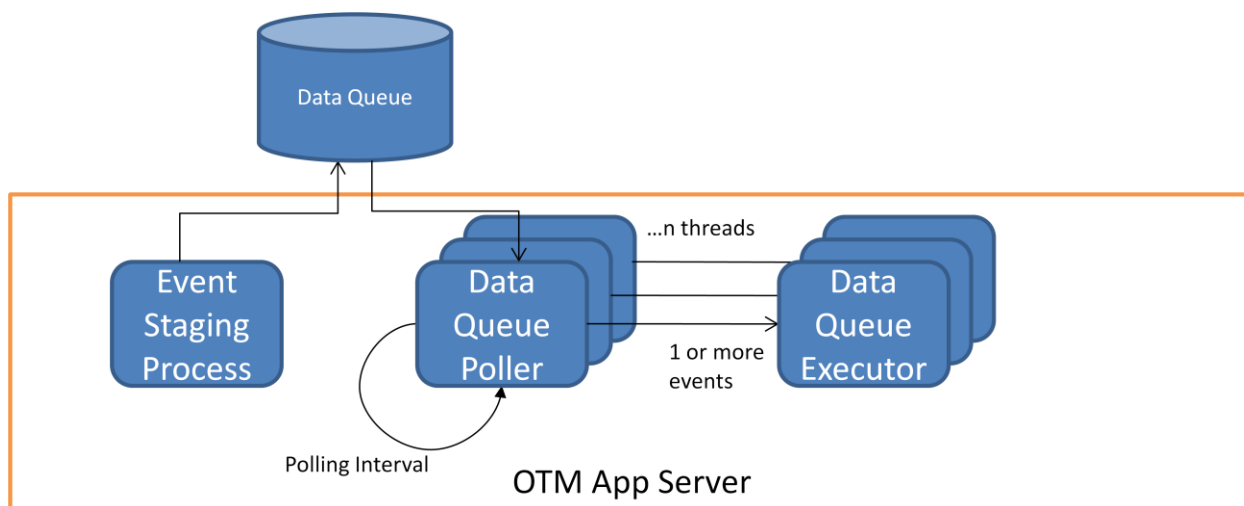 Data Queue
...n threads
Event
Staging
Process
Data
Queue
Poller
Data
Queue
Executor
1 or more
events
Polling Interval
OTM App Server